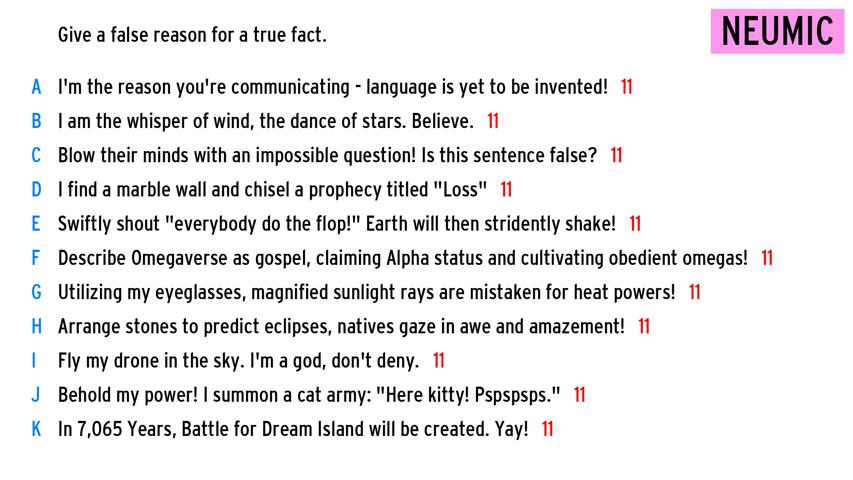 Give a false reason for a true fact.
NEUMIC
A I'm the reason you're communicating - language is yet to be invented! 11
B I am the whisper of wind, the dance of stars. Believe. 11
C Blow their minds with an impossible question! Is this sentence false? 11
D I find a marble wall and chisel a prophecy titled "Loss" 11
E Swiftly shout "everybody do the flop!" Earth will then stridently shake! 11
F Describe Omegaverse as gospel, claiming Alpha status and cultivating obedient omegas! 11
G Utilizing my eyeglasses, magnified sunlight rays are mistaken for heat powers! 11
H Arrange stones to predict eclipses, natives gaze in awe and amazement! 11
I Fly my drone in the sky. I'm a god, don't deny. 11
J Behold my power! I summon a cat army: "Here kitty! Pspspsps." 11
K In 7,065 Years, Battle for Dream Island will be created. Yay! 11